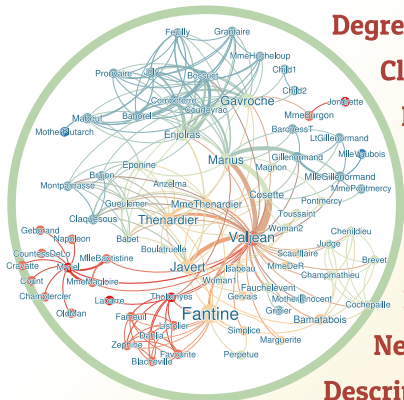 Degre
Feuilly
Grantaire
MmeHucheloup
Cl
Prouvaire
Joly
Bossuet
Child1
Child2
Combeferre
Gavroche
Jondrette
Mabeuf
Bahorel
Courfeyrac
MmeBurgon
MotherPlutarch
Enjolras
BaronessT
LtGillenormand
Marius
Gillenormand
MlleVaubois
Eponine
Magnon
Brujon
Anzelma
MlleGillenormand
Montparnasse
Cosette
MmePontmercy
Gueulemer
MmeThenardier
Pontmercy
Claquesous
Thenardier
Toussaint
Geborand
Woman2
Chenildieu
Napoleon
Babet
Valjean
Judge
CountessDeLo
Boulatruelle
Scaufflaire
Brevet
Cravatte
Myriel
MlleBaptistine
Javert
Isabeau
MmeDeR
Champmathieu
Count
MmeMagloire
Woman1
Fauchelevent
Champtercier
Labarre
Tholomyes
Gervais
MotherInnocent
Cochepaille
OldMan
Fameuil
Fantine
Gribier
Bamatabois
Listolier
Simplice
Dahlia
Marguerite
Zephine
Favourite
Perpetue
Ne
Blacheville
Descrip